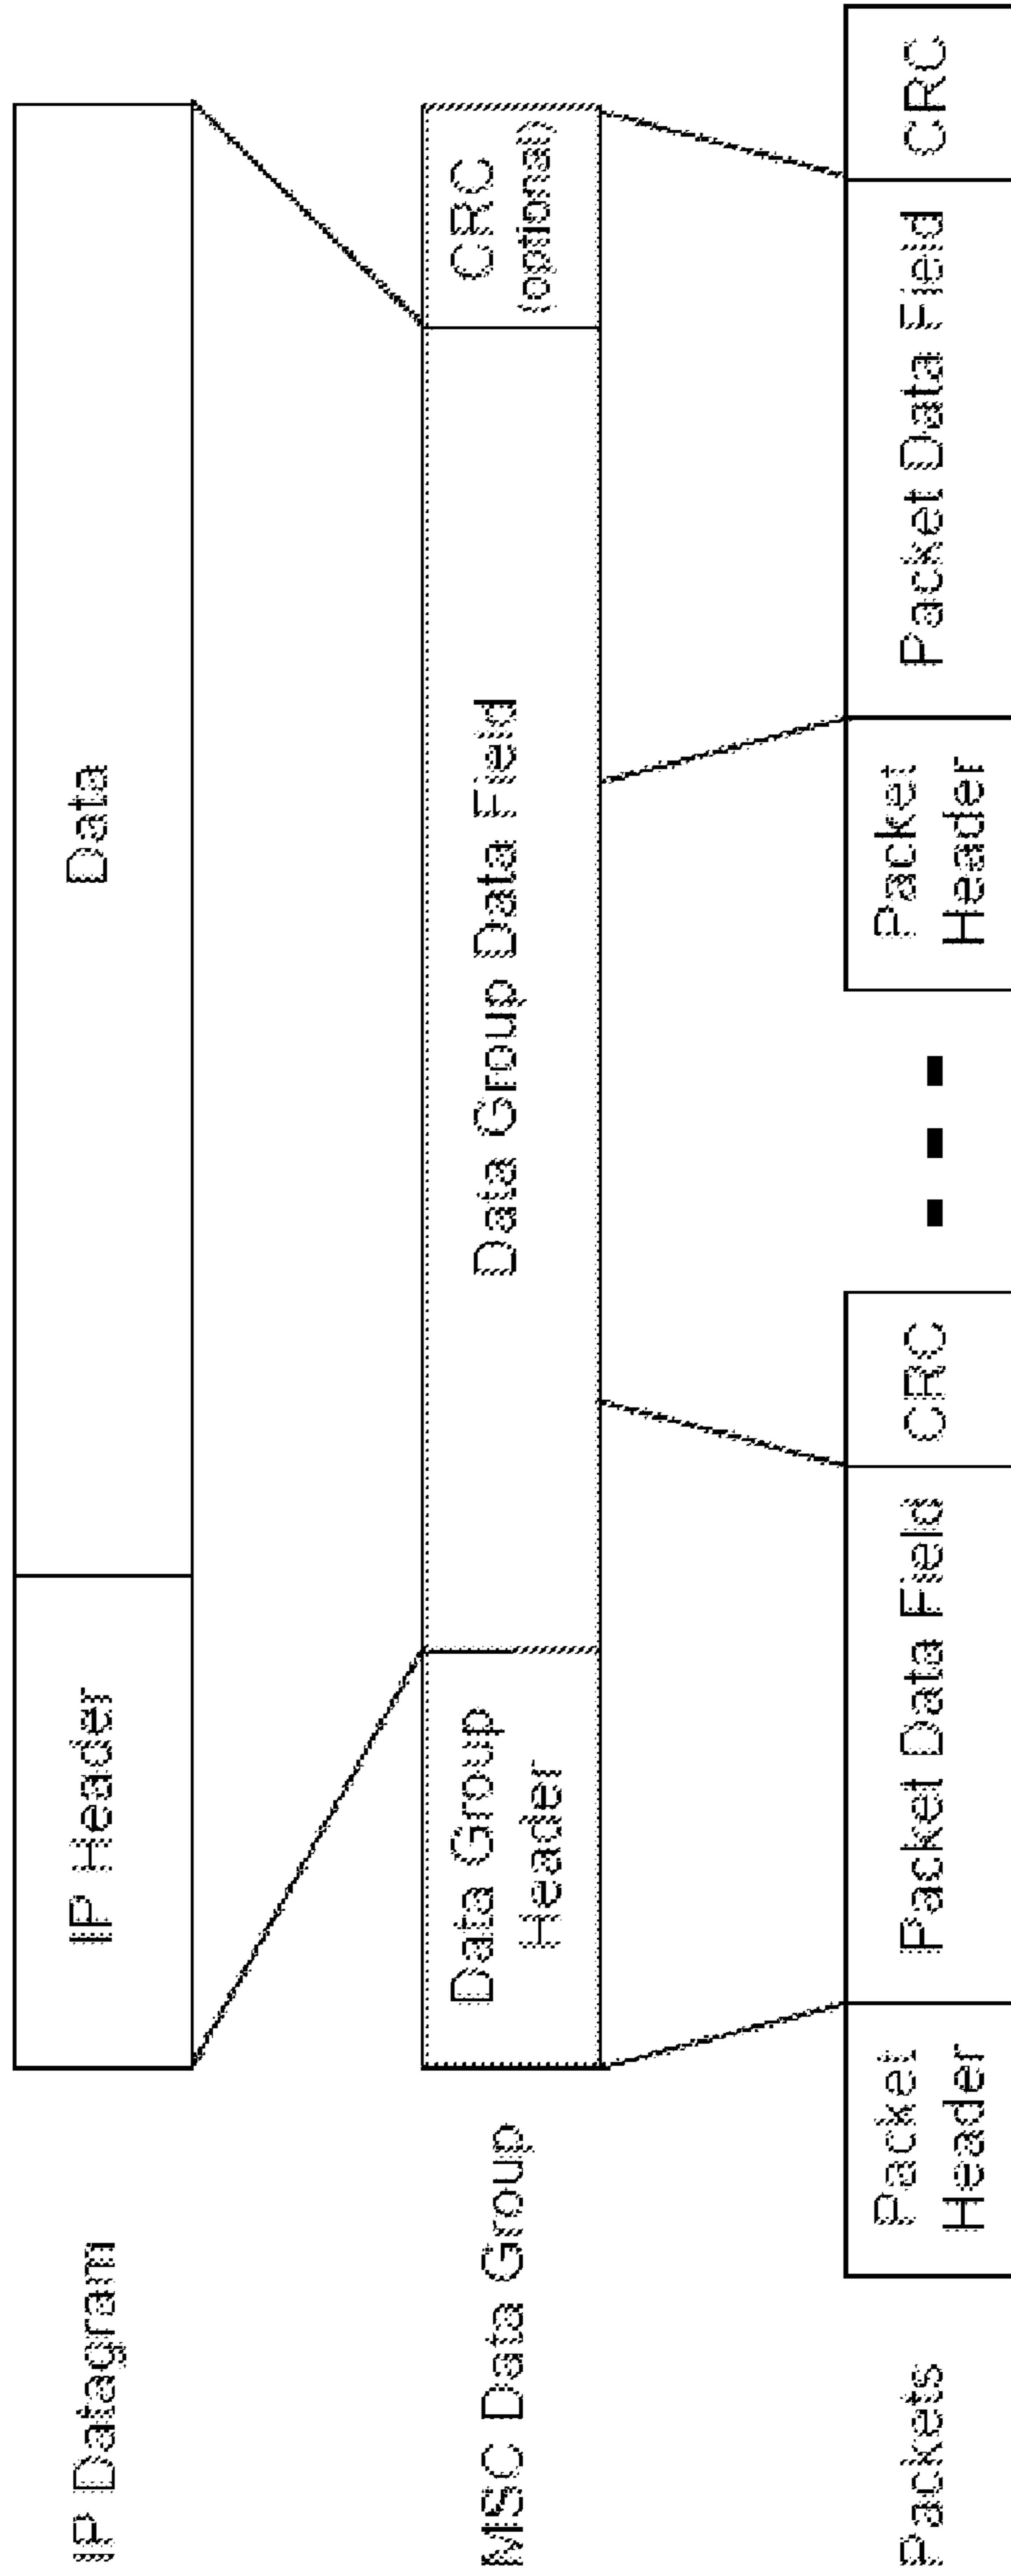 IP Datagram
IP Header
Data
MSC Data Group
Data Group
Header
Data Group Data Field
CRC
(optional)
Packets
Packet
Header
Packet Data Field
CRC
Packet
Header
Packet Data Field
CRC